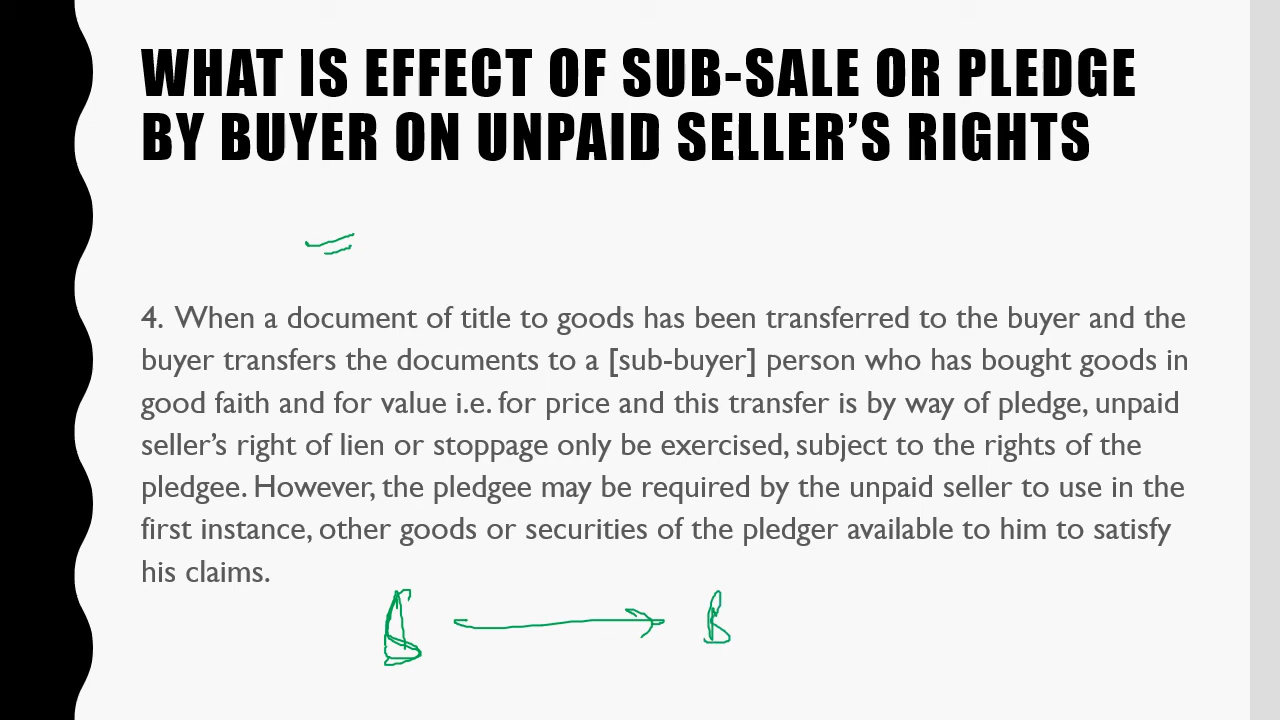 WHAT IS EFFECT OF SUB-SALE OR PLEDGE
BY BUYER ON UNPAID SELLER'S RIGHTS
4. When a document of title to goods has been transferred to the buyer and the
buyer transfers the documents to a [sub-buyer] person who has bought goods in
good faith and for value i.e. for price and this transfer is by way of pledge, unpaid
seller's right of lien or stoppage only be exercised, subject to the rights of the
pledgee. However, the pledgee may be required by the unpaid seller to use in the
first instance, other goods or securities of the pledger available to him to satisfy
his claims.
B